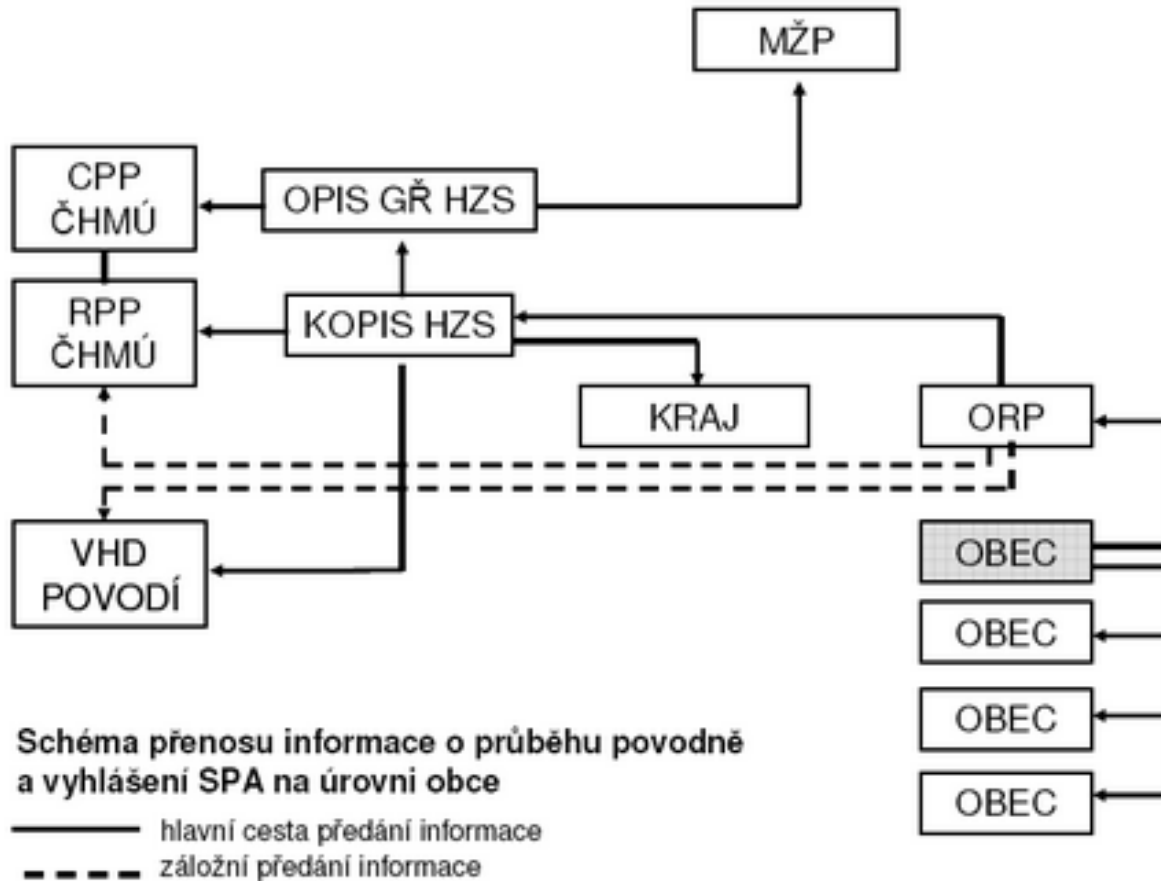 MŽP
CPP
ČHMÚ
OPIS GŘ HZS
RPP
ČHMÚ
KOPIS HZS
KRAJ
ORP
VHD
POVODÍ
OBEC
OBEC
OBEC
OBEC
Schéma přenosu informace o průběhu povodně
a vyhlášení SPA na úrovni obce
hlavní cesta předání informace
záložní předání informace